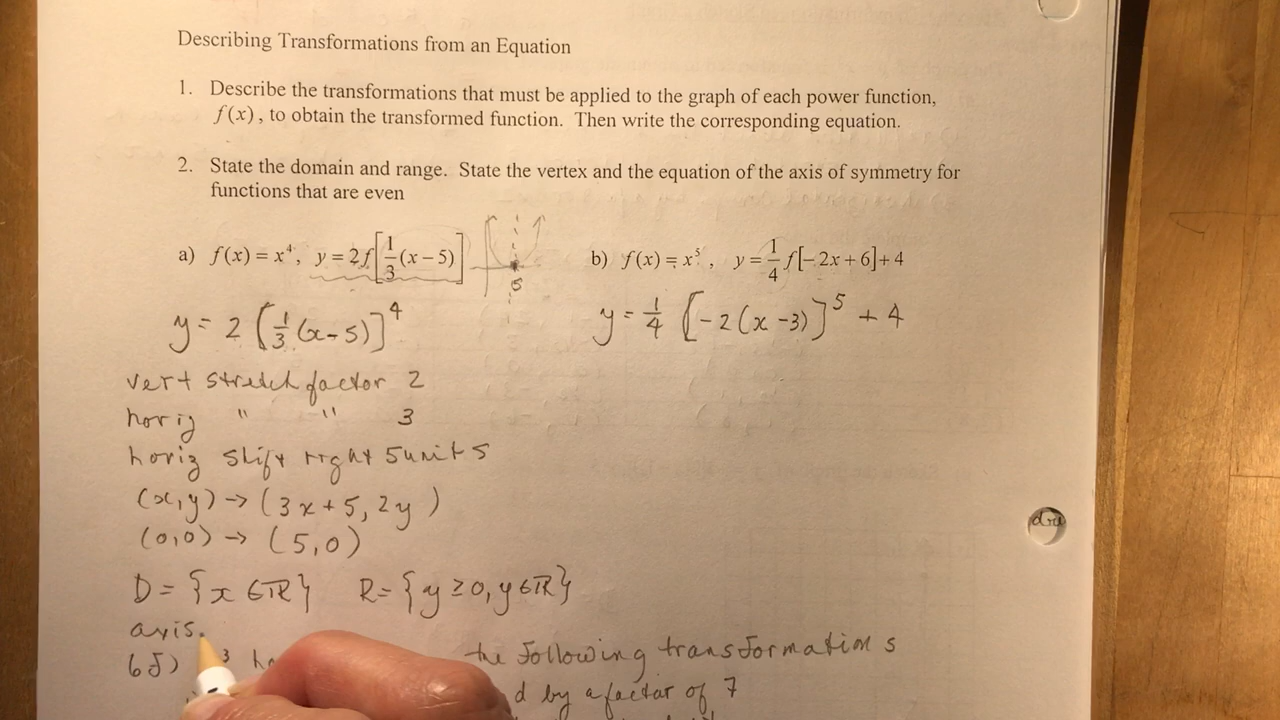 Describing Transformations from an Equation
1. Describe the transformations that must be applied to the graph of each power function,
f(x), to obtain the transformed function. Then write the corresponding equation.
2. State the domain and range. State the vertex and the equation of the axis of symmetry for
functions that are even
a) f(x) = x⁴, y = 2f[1/3(x − 5)]
5
y = 2 [1/3(x-5)]⁴
vert stretch factor 2
horiz " " 3
horiz shift right 5 units
(x,y) → (3x+5, 2y)
(0,0) → (5,0)
D = {x ∈ ℝ} R = {y ≥ 0, y ∈ ℝ}
axis.
b) f(x) = x⁵, y = 1/4 f[− 2x + 6] + 4
y = 1/4 [-2(x-3)]⁵ + 4
6J) 3 the following transformations
d by a factor of 7